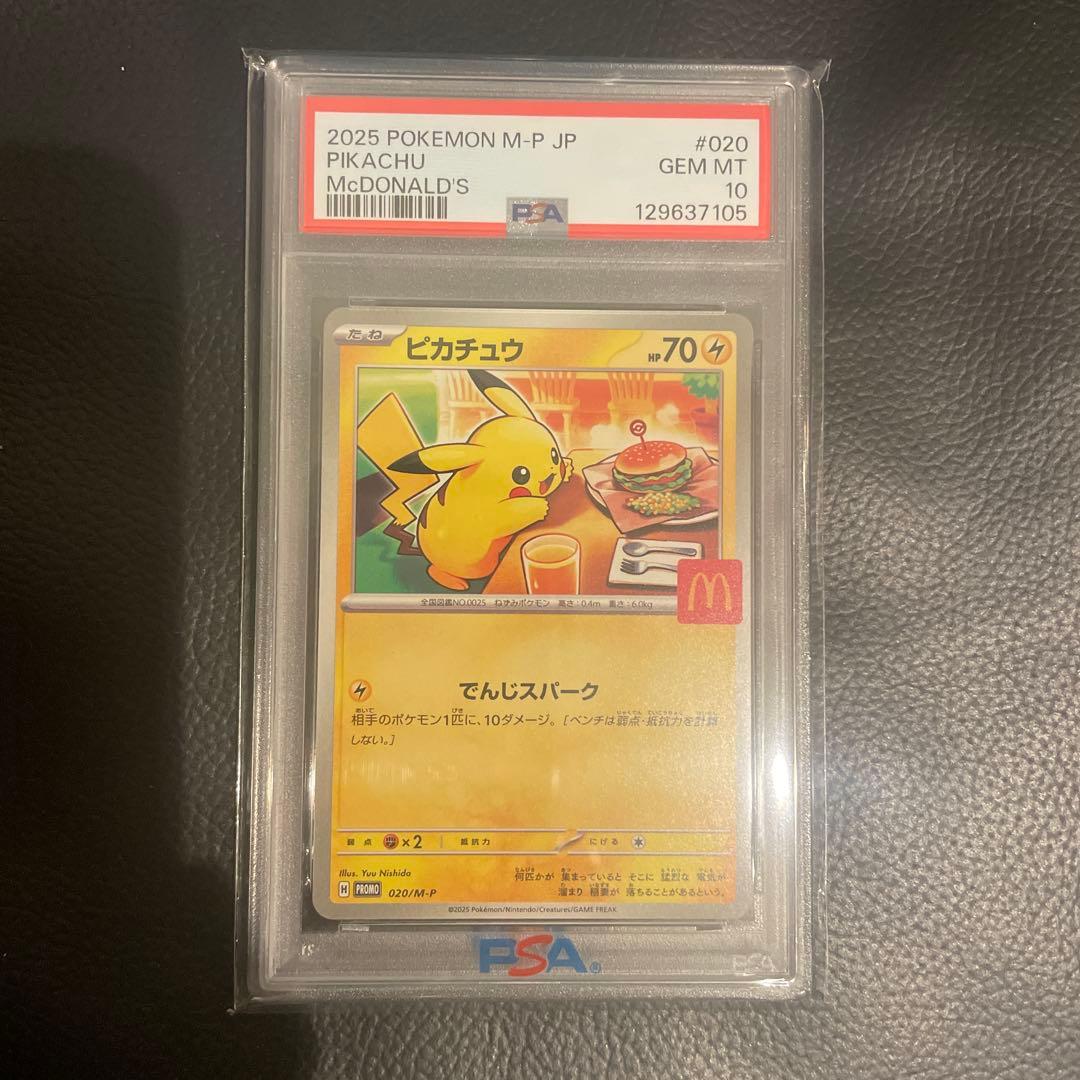 2025 POKEMON M-P JP #020
PIKACHU GEM MT
McDONALD'S 10
PSA 129637105
たね ピカチュウ HP70
M
全国図鑑NO.0025 ねずみポケモン 高さ:0.4m 重さ:6.0kg
でんじスパーク
相手のポケモン1匹に、10ダメージ。[ベンチは弱点・抵抗力を計算
しない。]
弱点 ×2 抵抗力 にげる
Illus. Yuu Nishida
何匹かが 集まっていると そこに 猛烈な 電気が
溜まり 稲妻が 落ちることがあるという。
H PROMO 020/M-P
©2025 Pokémon/Nintendo/Creatures/GAME FREAK
PSA®